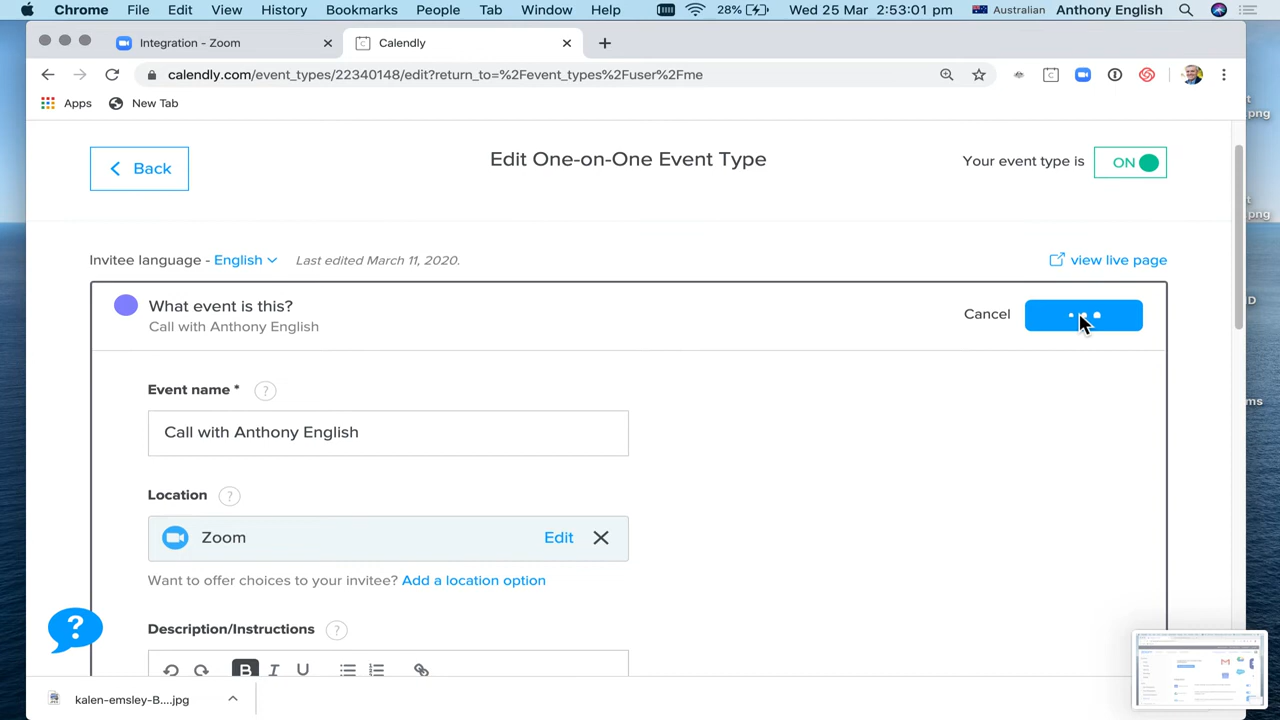 Chrome File Edit View History Bookmarks People Tab Window Help 28% Wed 25 Mar 2:53:01 pm Australian Anthony English
Integration - Zoom
Calendly
calendly.com/event_types/22340148/edit?return_to=%2Fevent_types%2Fuser%2Fme
Apps New Tab
Back
Edit One-on-One Event Type
Your event type is ON
Invitee language - English Last edited March 11, 2020.
view live page
What event is this?
Call with Anthony English
Cancel
Event name * ?
Call with Anthony English
Location ?
Zoom Edit
Want to offer choices to your invitee? Add a location option
Description/Instructions ?
B I U
?
t
png
t
png
D
ms